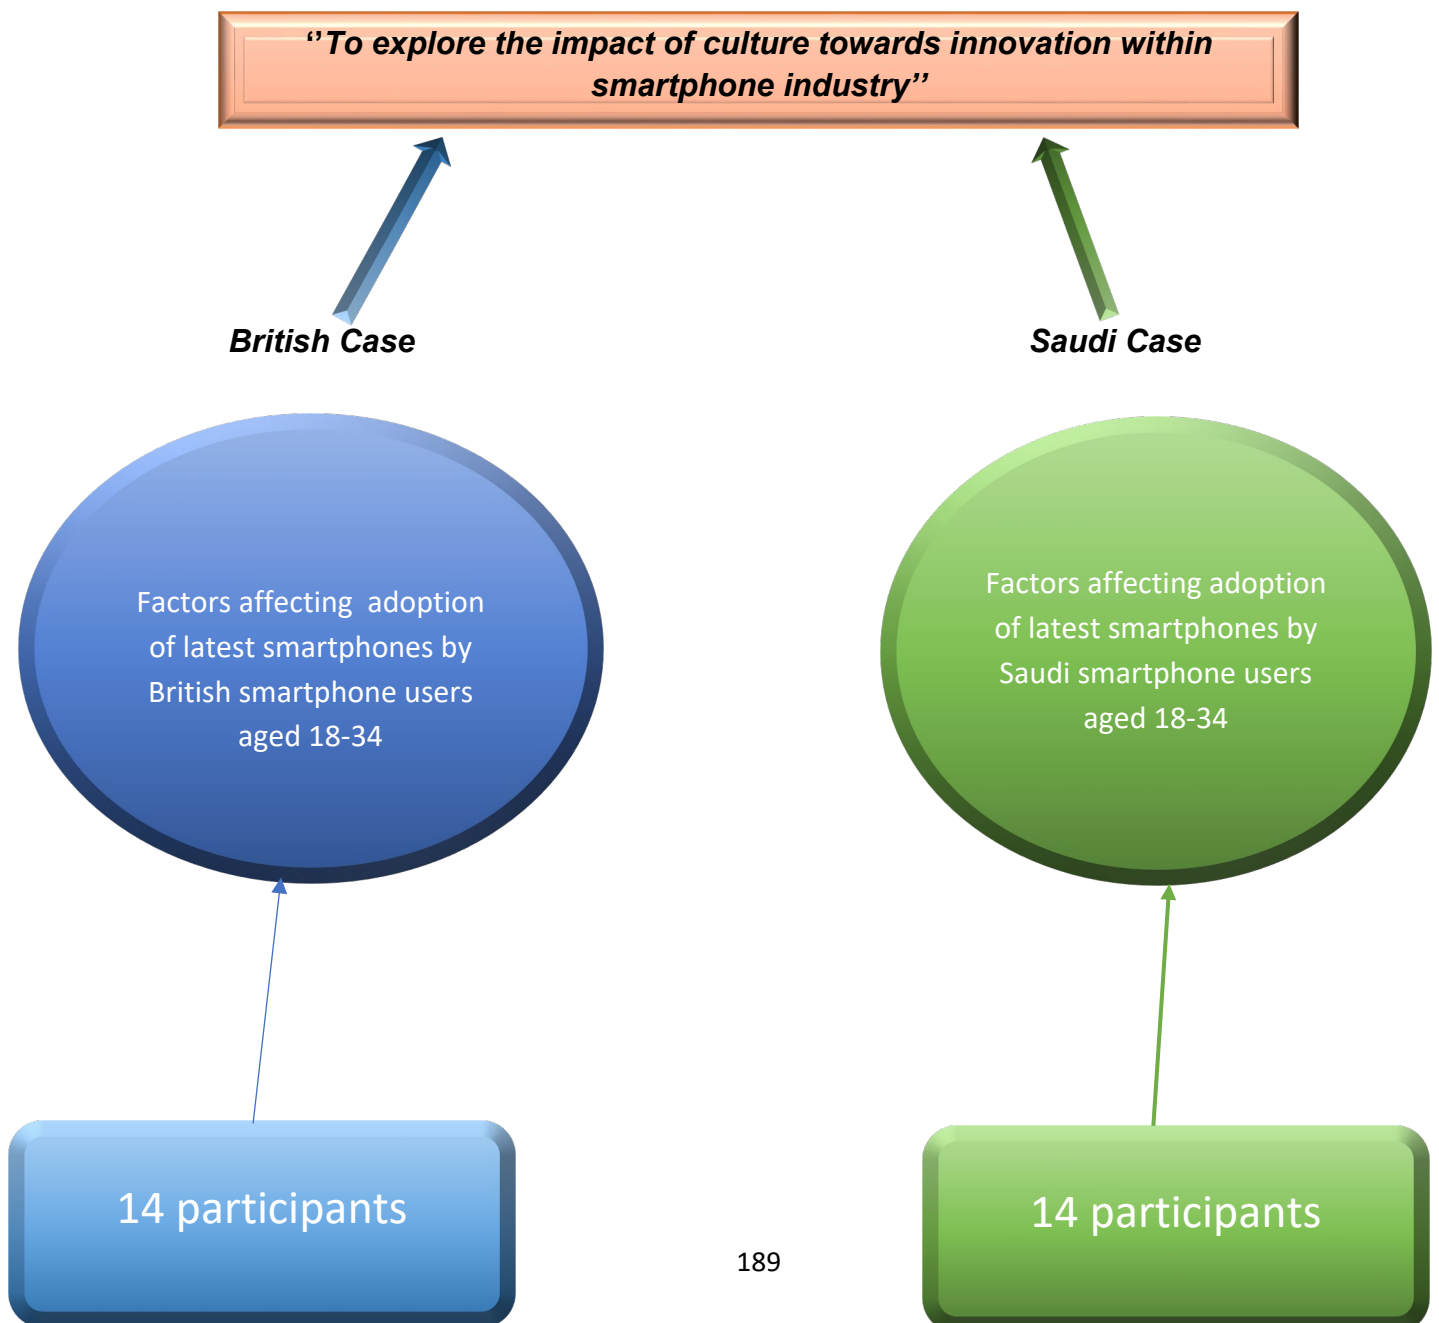 ‘’To explore the impact of culture towards innovation within
smartphone industry’’
British Case
Saudi Case
Factors affecting  adoption
of latest smartphones by
British smartphone users
aged 18-34
Factors affecting adoption
of latest smartphones by
Saudi smartphone users
aged 18-34
14 participants
14 participants
189